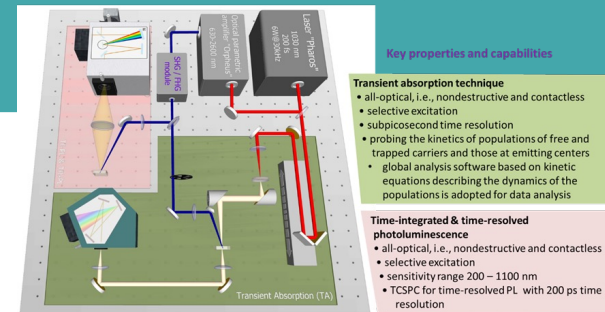 Key properties and capabilities
Laser "Pharos"
1030 nm
200 fs
6W@30kHz
Optical parametric
amplifier "Orpheus"
630-2600 nm
SHG / FHG
module
Transient Absorption (TA)
Transient absorption technique
• all-optical, i.e., nondestructive and contactless
• selective excitation
• subpicosecond time resolution
• probing the kinetics of populations of free and
trapped carriers and those at emitting centers
• global analysis software based on kinetic
equations describing the dynamics of the
populations is adopted for data analysis
Time-integrated & time-resolved
photoluminescence
• all-optical, i.e., nondestructive and contactless
• selective excitation
• sensitivity range 200 – 1100 nm
• TCSPC for time-resolved PL with 200 ps time
resolution